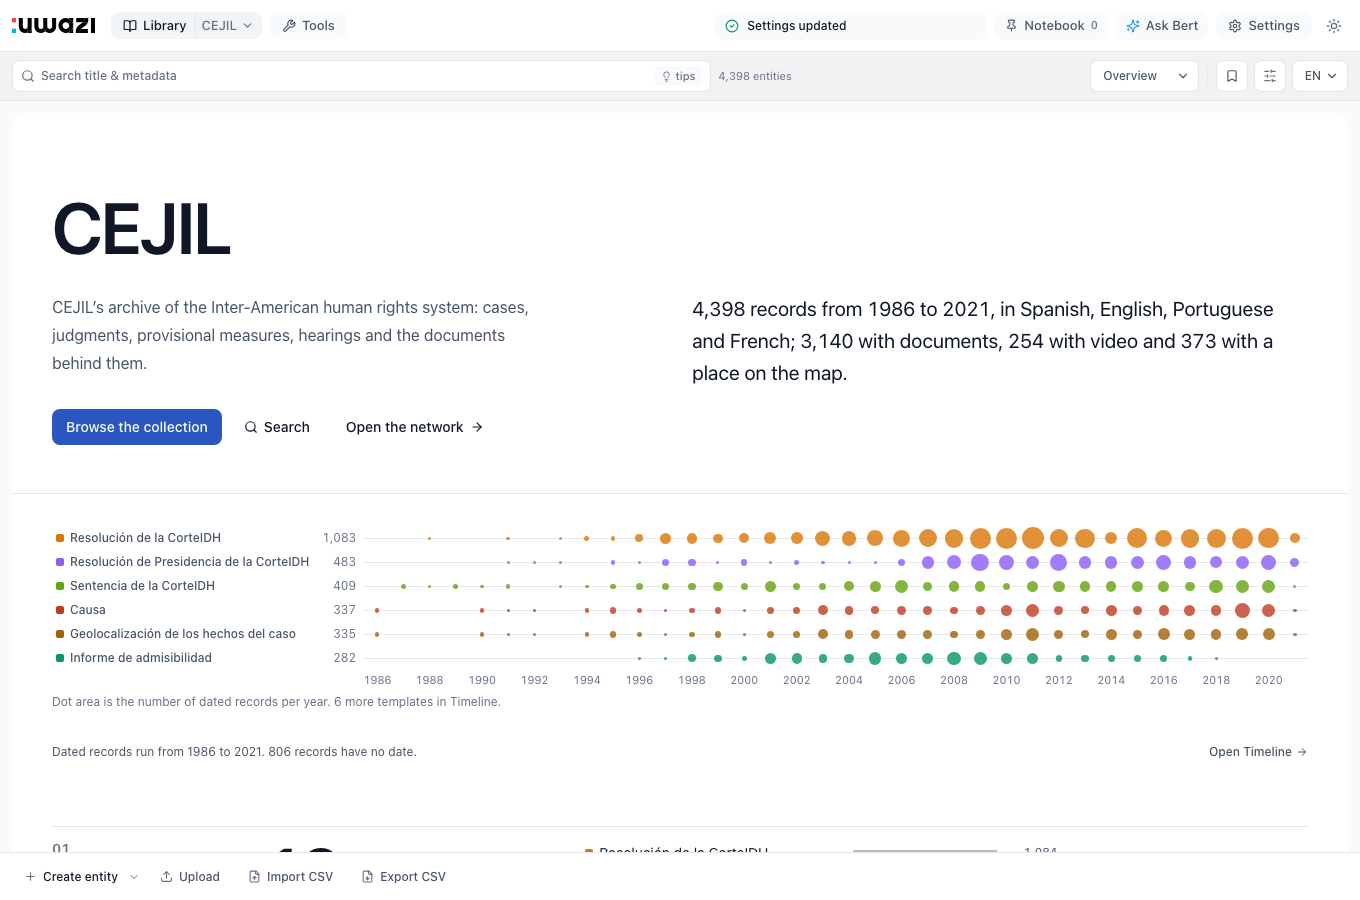 uwazi
Library
CEJIL
Tools
Settings updated
Notebook 0
Ask Bert
Settings
Search title & metadata
tips
4,398 entities
Overview
EN
CEJIL
CEJIL's archive of the Inter-American human rights system: cases,
judgments, provisional measures, hearings and the documents
behind them.
4,398 records from 1986 to 2021, in Spanish, English, Portuguese
and French; 3,140 with documents, 254 with video and 373 with a
place on the map.
Browse the collection
Search
Open the network →
Resolución de la CorteIDH 1,083
Resolución de Presidencia de la CorteIDH 483
Sentencia de la CorteIDH 409
Causa 337
Geolocalización de los hechos del caso 335
Informe de admisibilidad 282
1986 1988 1990 1992 1994 1996 1998 2000 2002 2004 2006 2008 2010 2012 2014 2016 2018 2020
Dot area is the number of dated records per year. 6 more templates in Timeline.
Dated records run from 1986 to 2021. 806 records have no date.
Open Timeline →
01
Resolución de la CorteIDH
1,084
Create entity
Upload
Import CSV
Export CSV